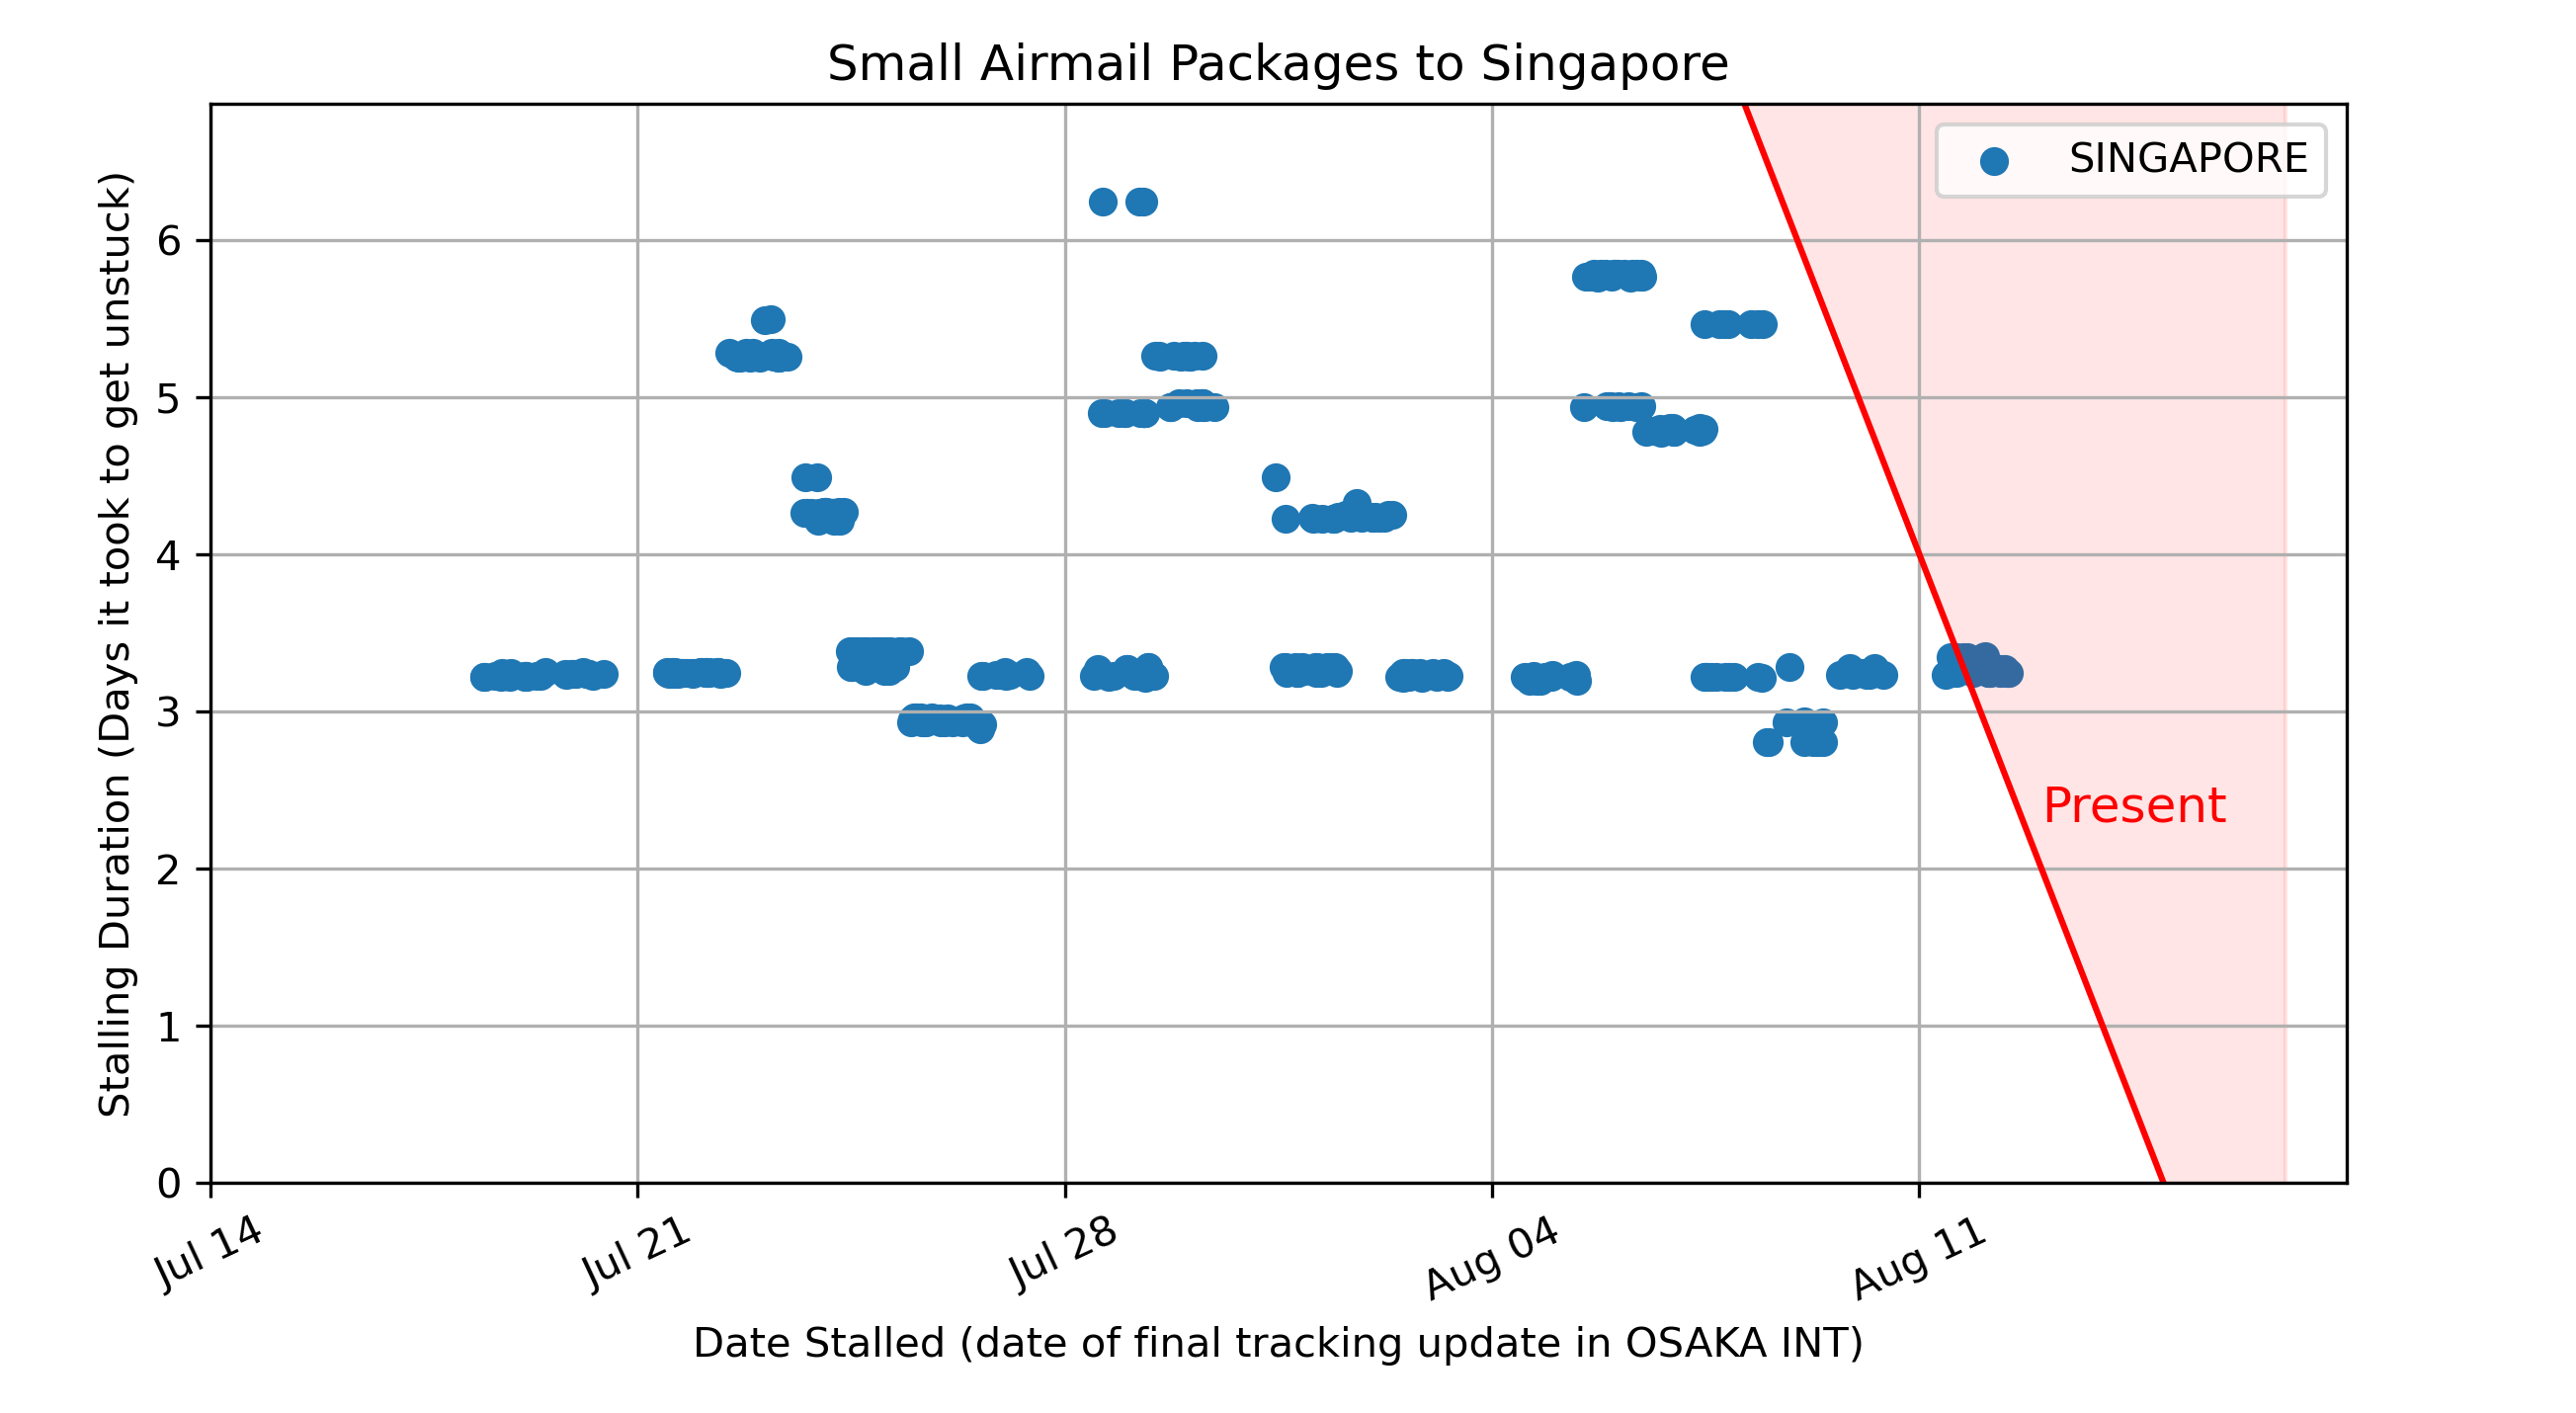 Small Airmail Packages to Singapore
SINGAPORE
Stalling Duration (Days it took to get unstuck)
6
5
4
3
2
1
0
Present
Jul 14
Jul 21
Jul 28
Aug 04
Aug 11
Date Stalled (date of final tracking update in OSAKA INT)